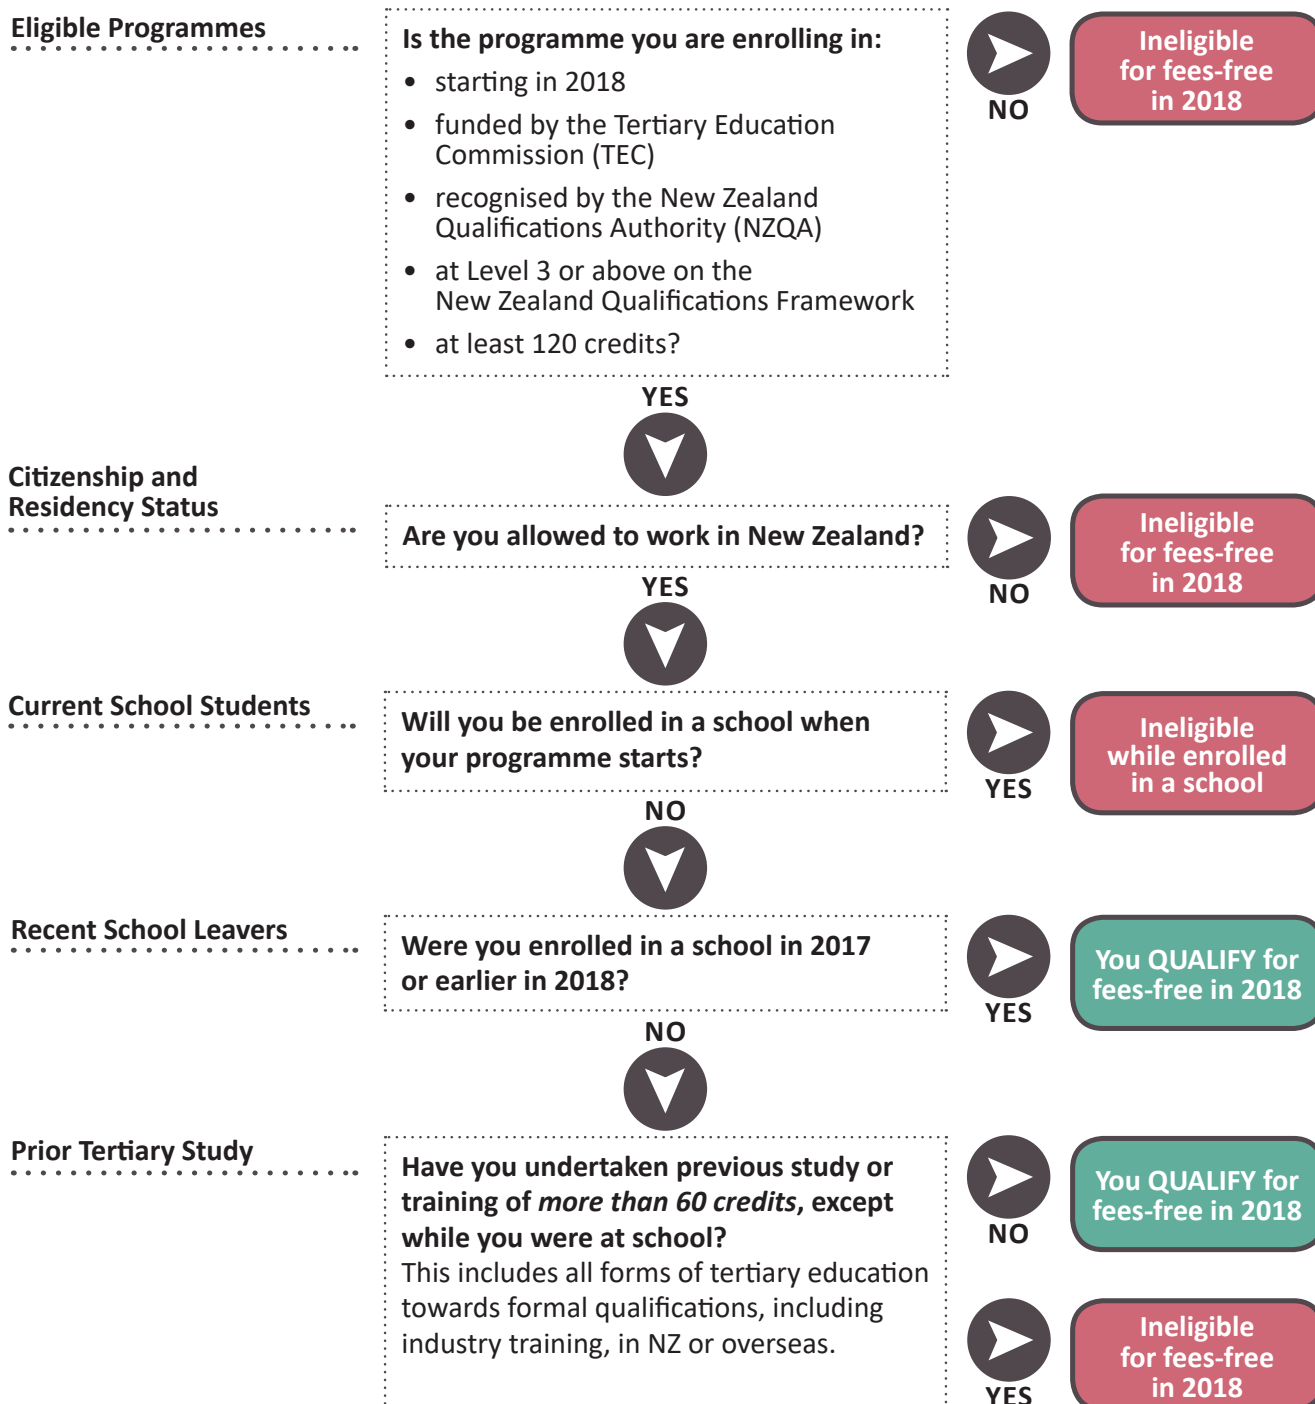 Eligible Programmes
Is the programme you are enrolling in:
• starting in 2018
• funded by the Tertiary Education
Commission (TEC)
• recognised by the New Zealand
Qualifications Authority (NZQA)
• at Level 3 or above on the
New Zealand Qualifications Framework
• at least 120 credits?
NO
Ineligible
for fees-free
in 2018
YES
Citizenship and
Residency Status
Are you allowed to work in New Zealand?
NO
Ineligible
for fees-free
in 2018
YES
Current School Students
Will you be enrolled in a school when
your programme starts?
YES
Ineligible
while enrolled
in a school
NO
Recent School Leavers
Were you enrolled in a school in 2017
or earlier in 2018?
YES
You QUALIFY for
fees-free in 2018
NO
Prior Tertiary Study
Have you undertaken previous study or
training of more than 60 credits, except
while you were at school?
This includes all forms of tertiary education
towards formal qualifications, including
industry training, in NZ or overseas.
NO
You QUALIFY for
fees-free in 2018
YES
Ineligible
for fees-free
in 2018